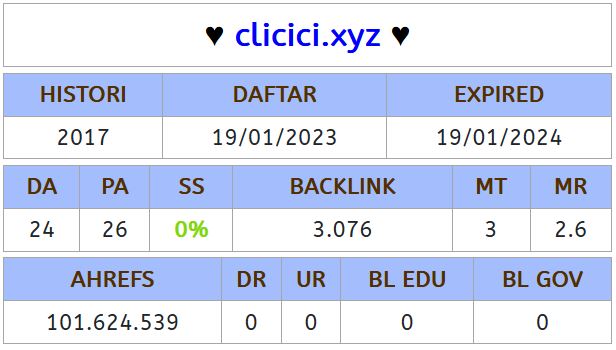 ♥ clicici.xyz ♥
HISTORI DAFTAR EXPIRED
2017 19/01/2023 19/01/2024
DA PA SS BACKLINK MT MR
24 26 0% 3.076 3 2.6
AHREFS DR UR BL EDU BL GOV
101.624.539 0 0 0 0